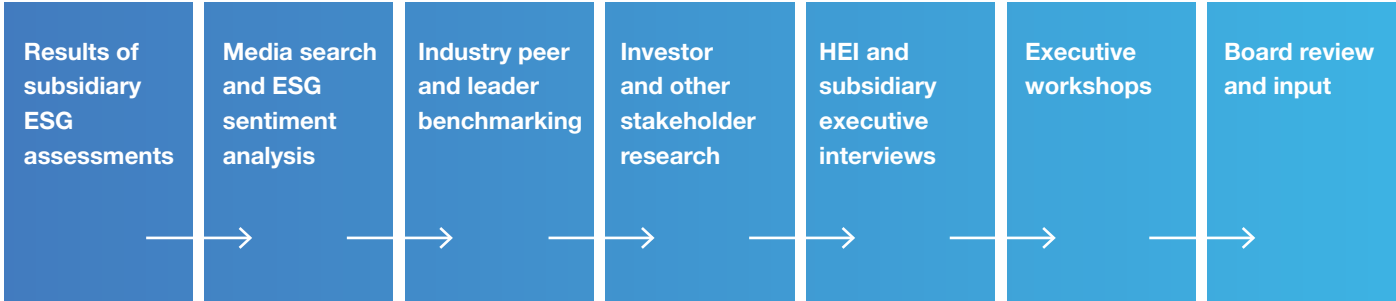 Results of
subsidiary
ESG
assessments
Media search
and ESG
sentiment
analysis
Industry peer
and leader
benchmarking
Investor
and other
stakeholder
research
HEI and
subsidiary
executive
interviews
Executive
workshops
Board review
and input